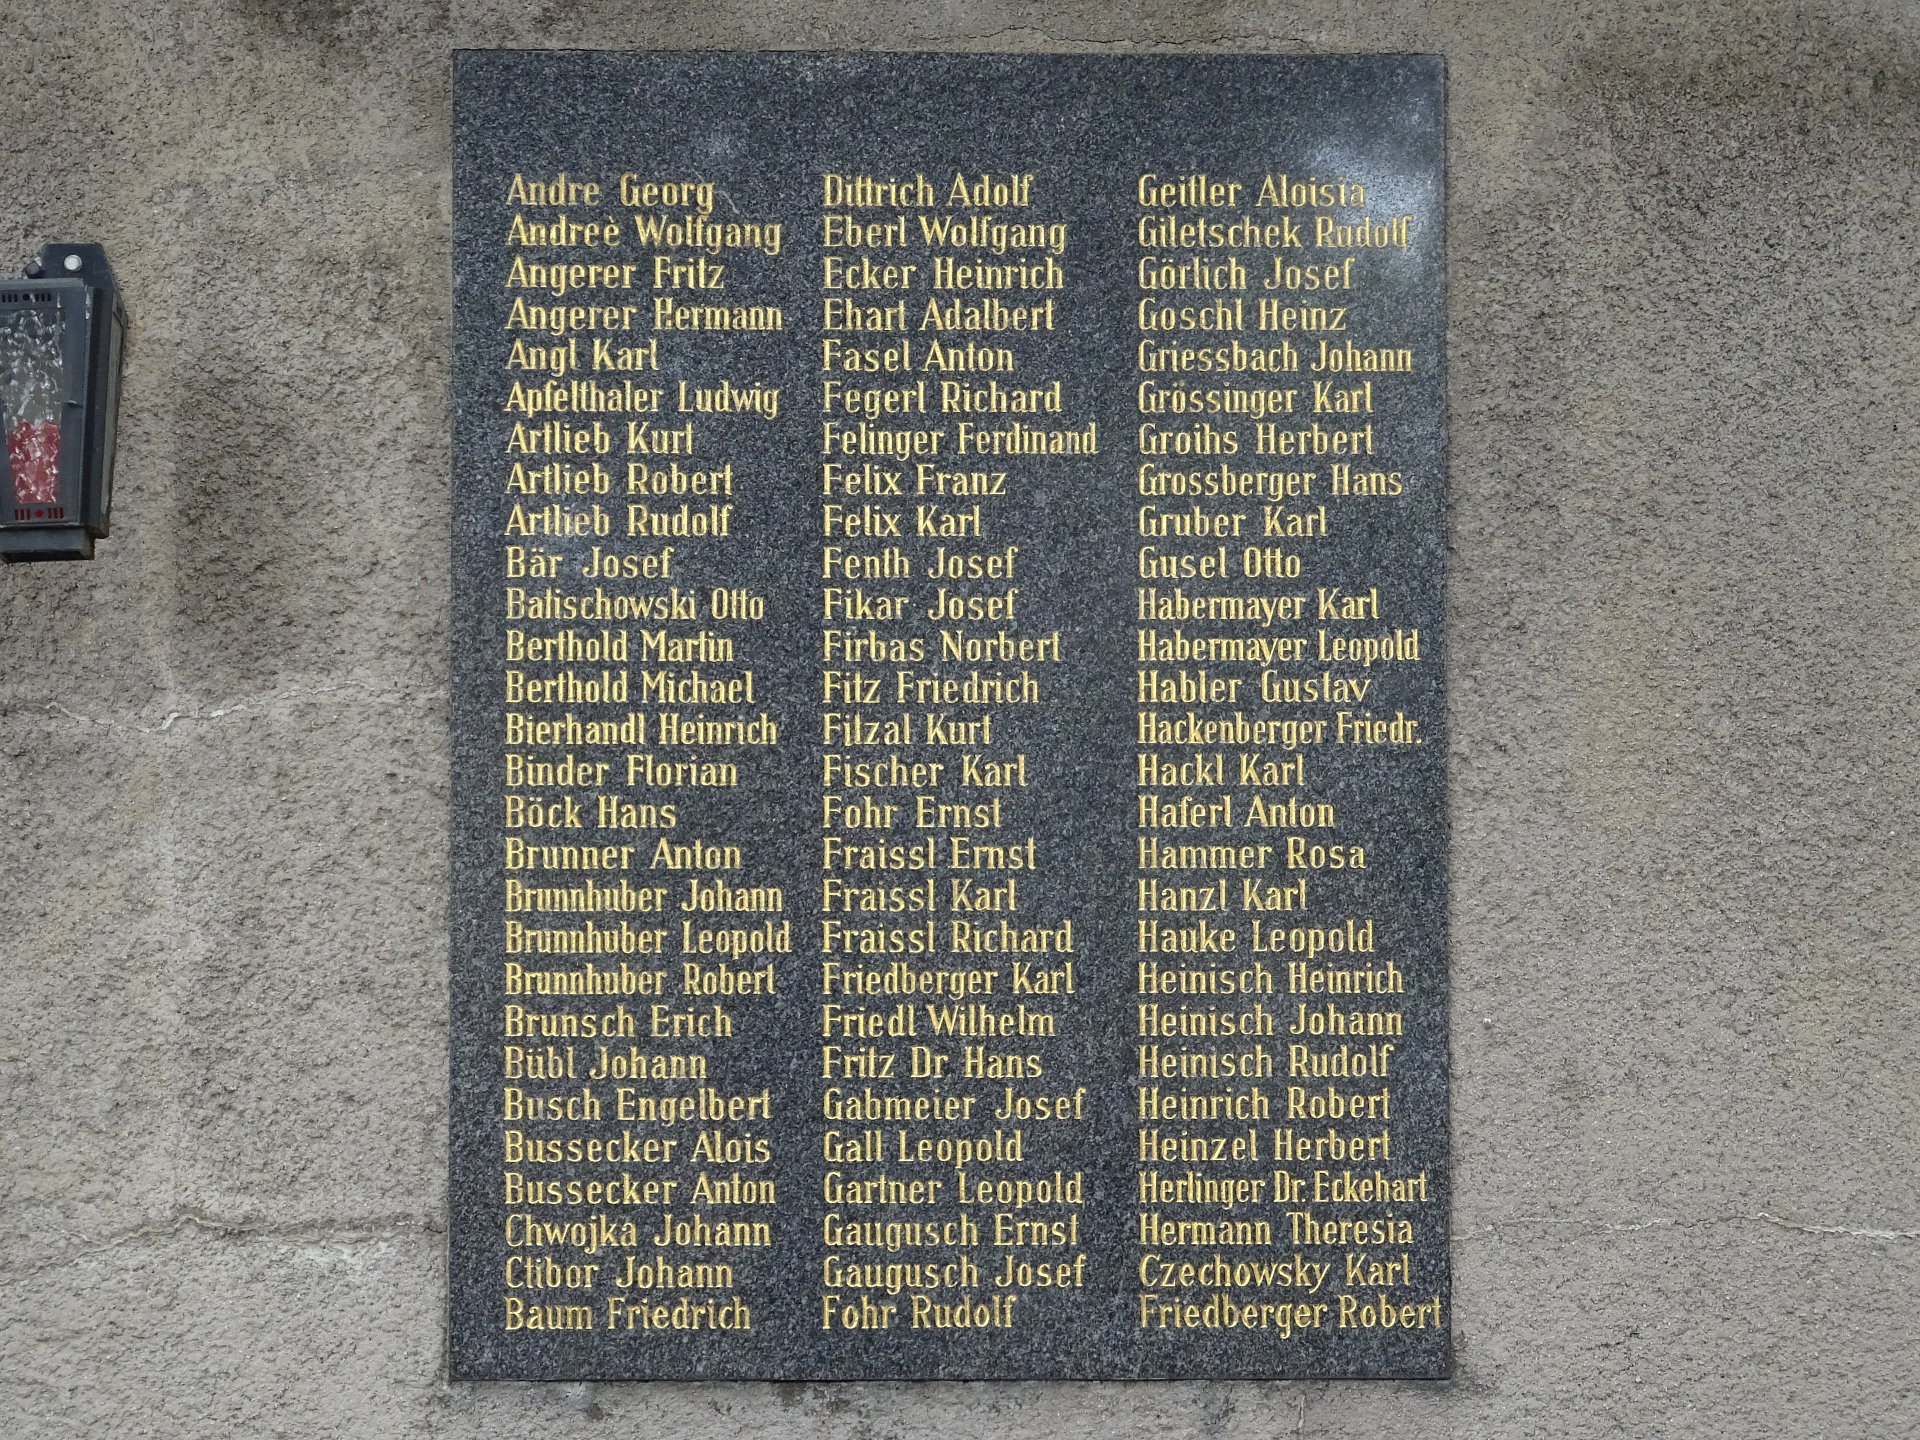 Andre Georg
Andreè Wolfgang
Angerer Fritz
Angerer Hermann
Angl Karl
Apfelthaler Ludwig
Artlieb Kurt
Artlieb Robert
Artlieb Rudolf
Bär Josef
Batischowski Otto
Berthold Martin
Berthold Michael
Bierhandl Heinrich
Binder Florian
Böck Hans
Brunner Anton
Brunnhuber Johann
Brunnhuber Leopold
Brunnhuber Robert
Brunsch Erich
Bübl Johann
Busch Engelbert
Bussecker Alois
Bussecker Anton
Chwojka Johann
Ctibor Johann
Baum Friedrich
Dittrich Adolf
Eberl Wolfgang
Ecker Heinrich
Ehart Adalbert
Fasel Anton
Fegerl Richard
Felinger Ferdinand
Felix Franz
Felix Karl
Fenth Josef
Fikar Josef
Firbas Norbert
Fitz Friedrich
Fitzal Kurt
Fischer Karl
Fohr Ernst
Fraissl Ernst
Fraissl Karl
Fraissl Richard
Friedberger Karl
Friedl Wilhelm
Fritz Dr Hans
Gabmeier Josef
Gall Leopold
Gartner Leopold
Gaugusch Ernst
Gaugusch Josef
Fohr Rudolf
Geitler Aloisia
Giletschek Rudolf
Görlich Josef
Goschl Heinz
Griessbach Johann
Grössinger Karl
Groihs Herbert
Grossberger Hans
Gruber Karl
Gusel Otto
Habermayer Karl
Habermayer Leopold
Habler Gustav
Hackenberger Friedr.
Hackl Karl
Haferl Anton
Hammer Rosa
Hanzl Karl
Hauke Leopold
Heinisch Heinrich
Heinisch Johann
Heinisch Rudolf
Heinrich Robert
Heinzel Herbert
Herlinger Dr. Eckehart
Hermann Theresia
Czechowsky Karl
Friedberger Robert